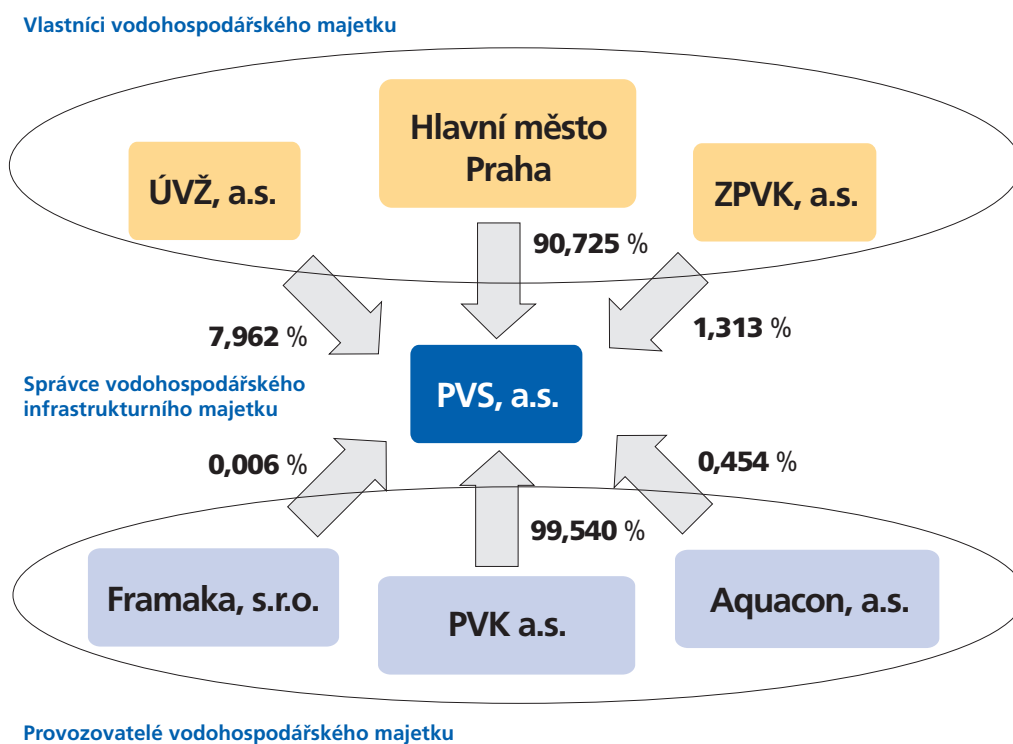 Vlastníci vodohospodářského majetku
Hlavní město
Praha
ÚVŽ, a.s.
ZPVK, a.s.
90,725 %
7,962 %
1,313 %
PVS, a.s.
Správce vodohospodářského
infrastrukturního majetku
0,006 %
0,454 %
99,540 %
Framaka, s.r.o.
PVK a.s.
Aquacon, a.s.
Provozovatelé vodohospodářského majetku